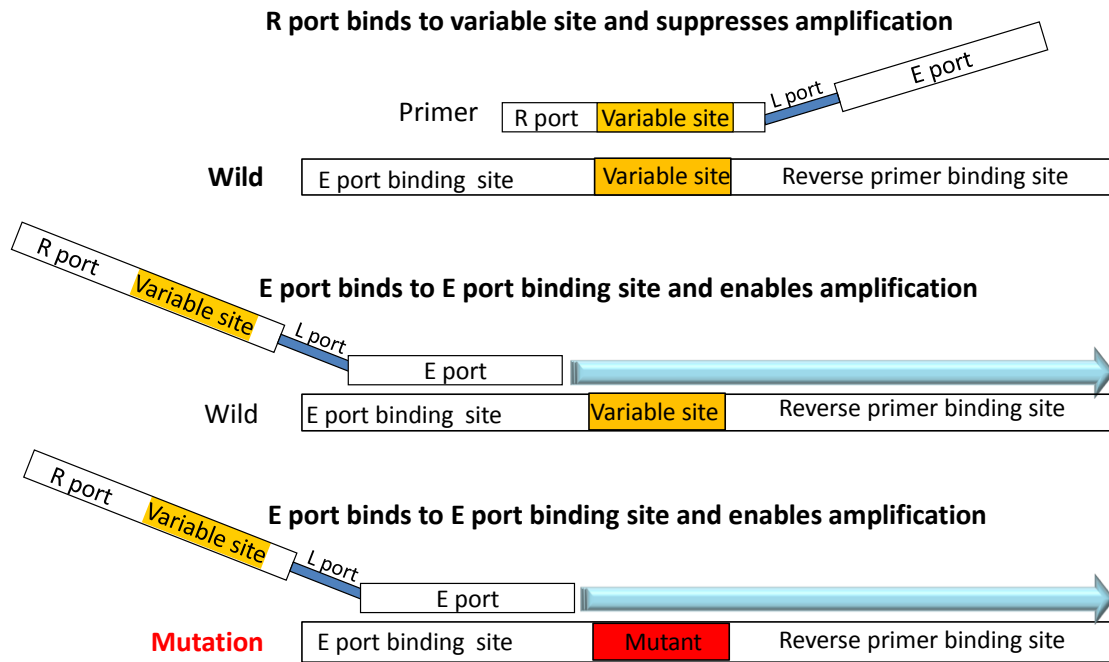 R port binds to variable site and suppresses amplification
Primer R port Variable site L port E port
Wild E port binding site Variable site Reverse primer binding site
R port Variable site L port
E port binds to E port binding site and enables amplification
E port
Wild E port binding site Variable site Reverse primer binding site
R port Variable site L port
E port binds to E port binding site and enables amplification
E port
Mutation E port binding site Mutant Reverse primer binding site